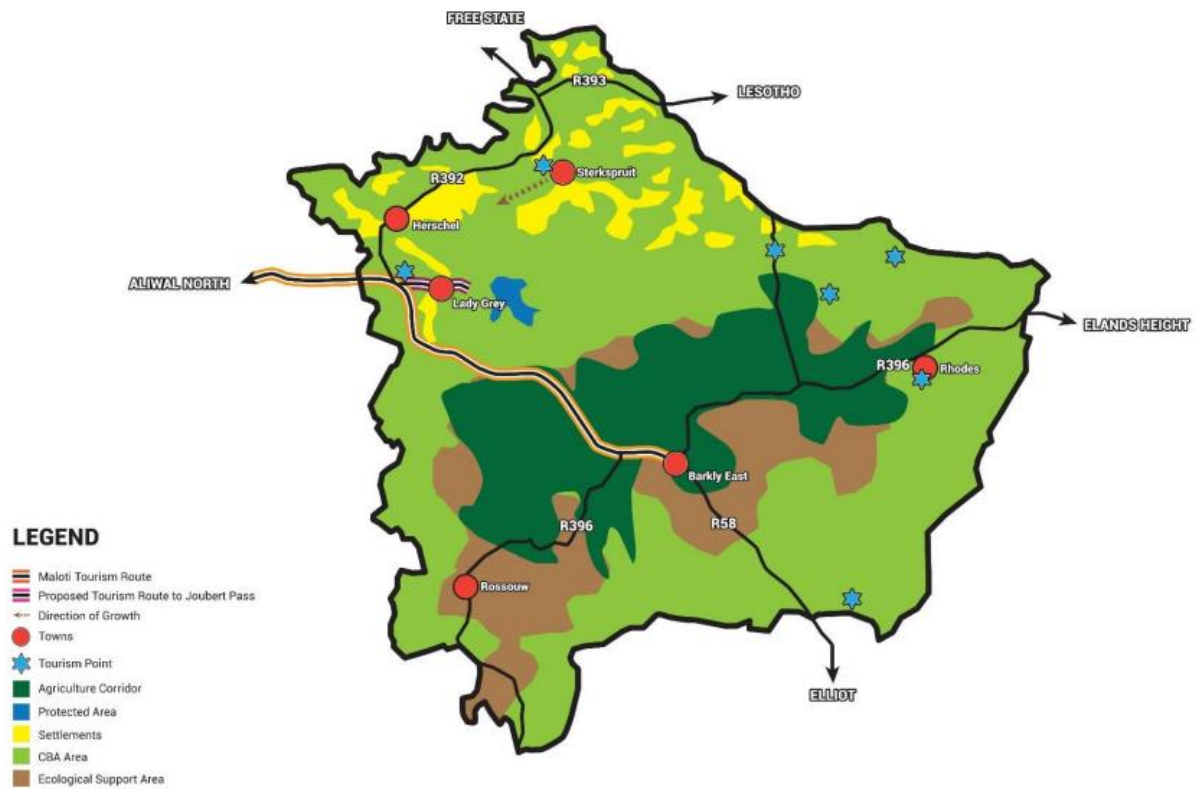 FREE STATE
R393
LESOTHO
Sterkspruit
R392
Herschel
ALIWAL NORTH
Lady Grey
ELANDS HEIGHT
R396
Rhodes
Barkly East
R396
R58
Rossouw
ELLIOT
LEGEND
Maloti Tourism Route
Proposed Tourism Route to Joubert Pass
Direction of Growth
Towns
Tourism Point
Agriculture Corridor
Protected Area
Settlements
CBA Area
Ecological Support Area